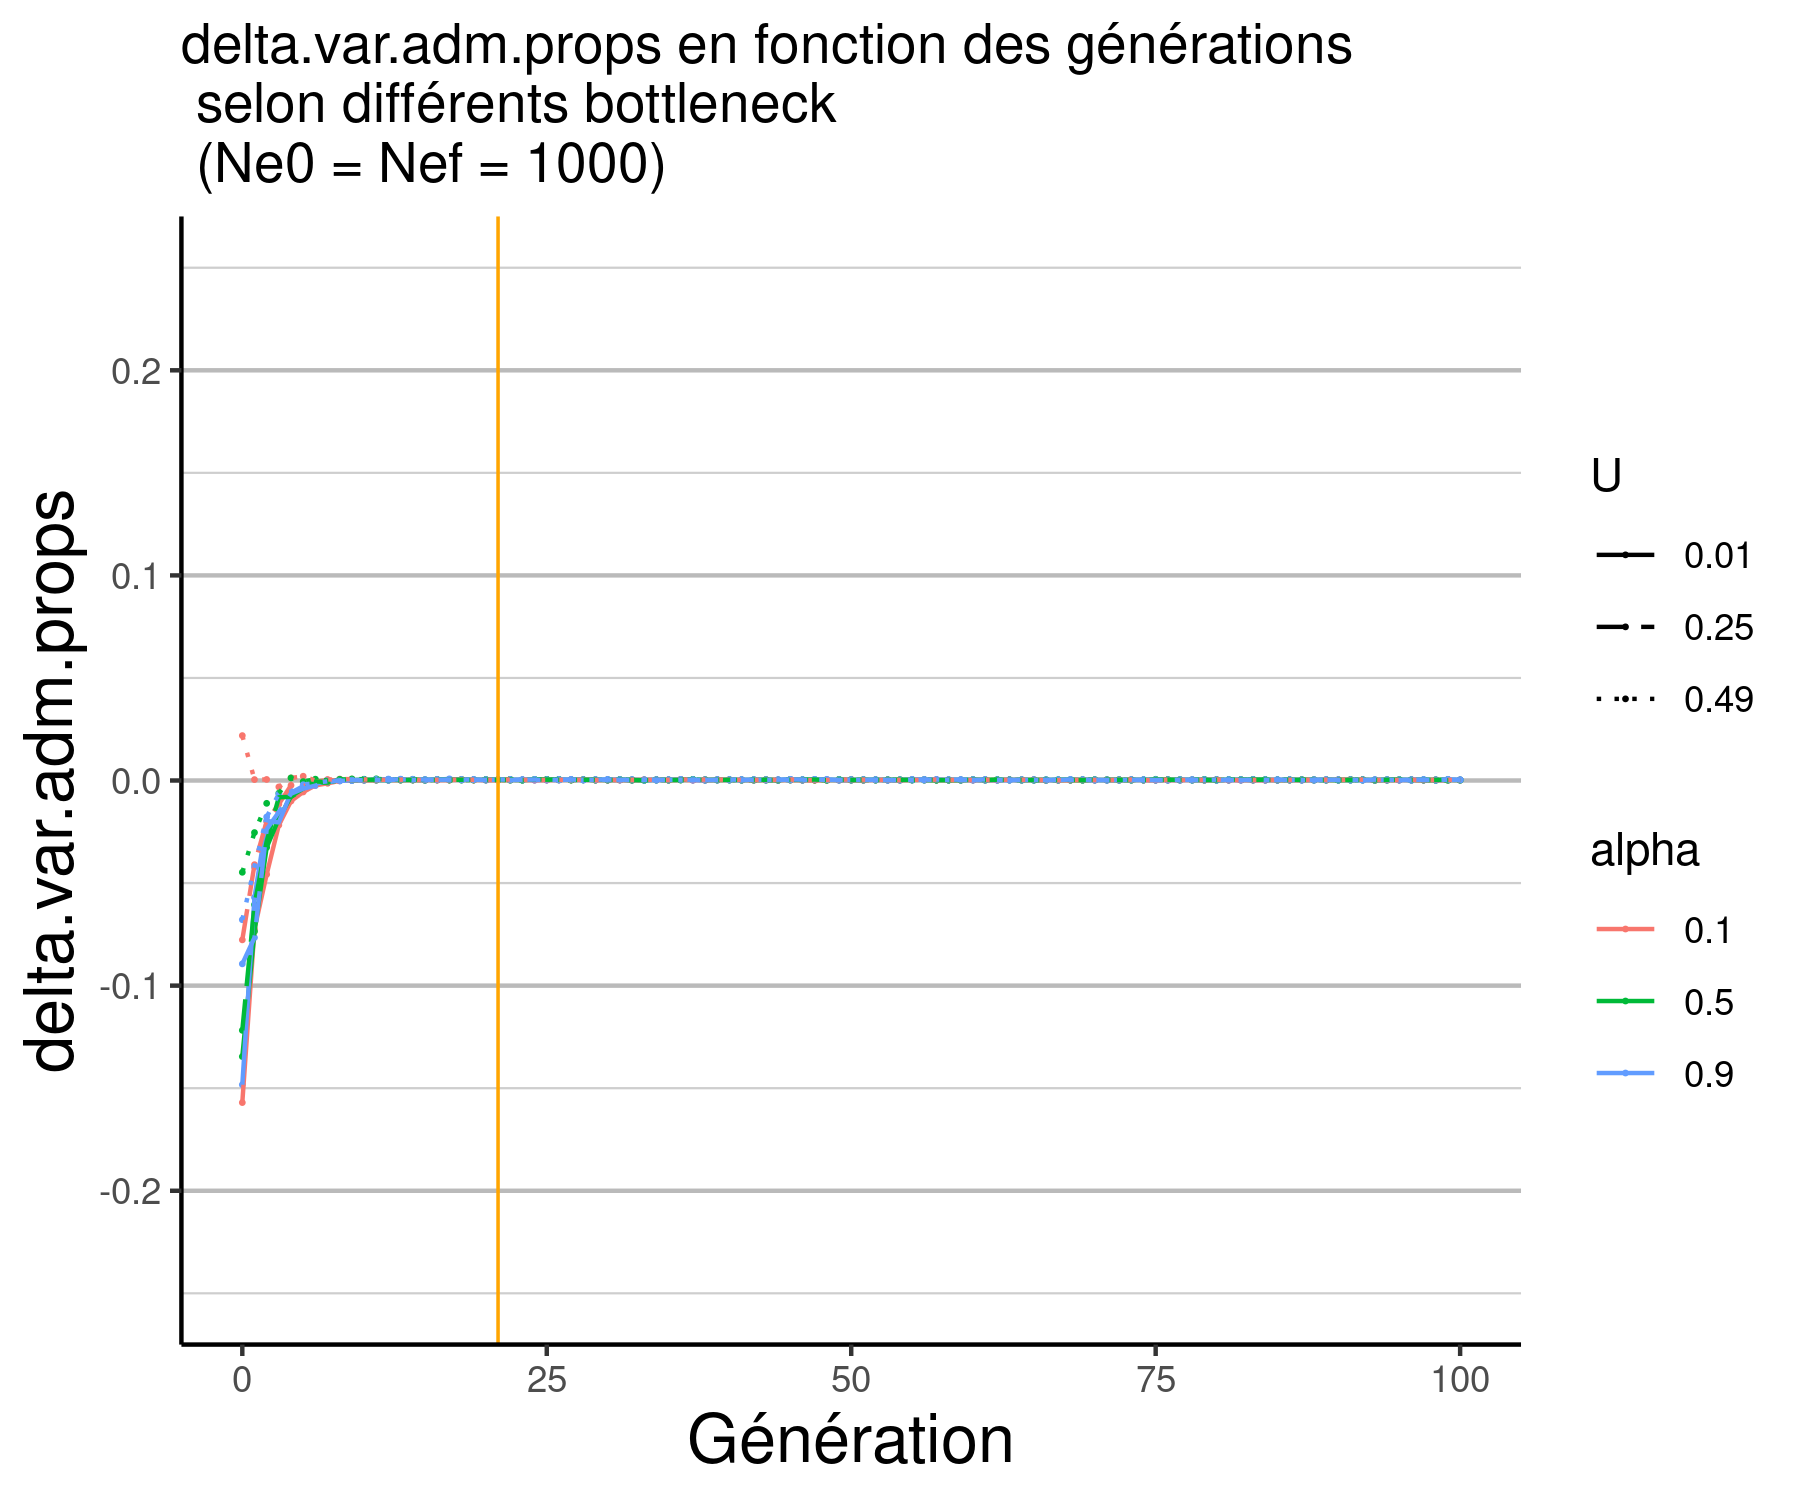 delta.var.adm.props en fonction des générations
selon différents bottleneck
(Ne0 = Nef = 1000)
delta.var.adm.props
0.2
0.1
0.0
-0.1
-0.2
0
25
50
75
100
Génération
U
0.01
0.25
0.49
alpha
0.1
0.5
0.9